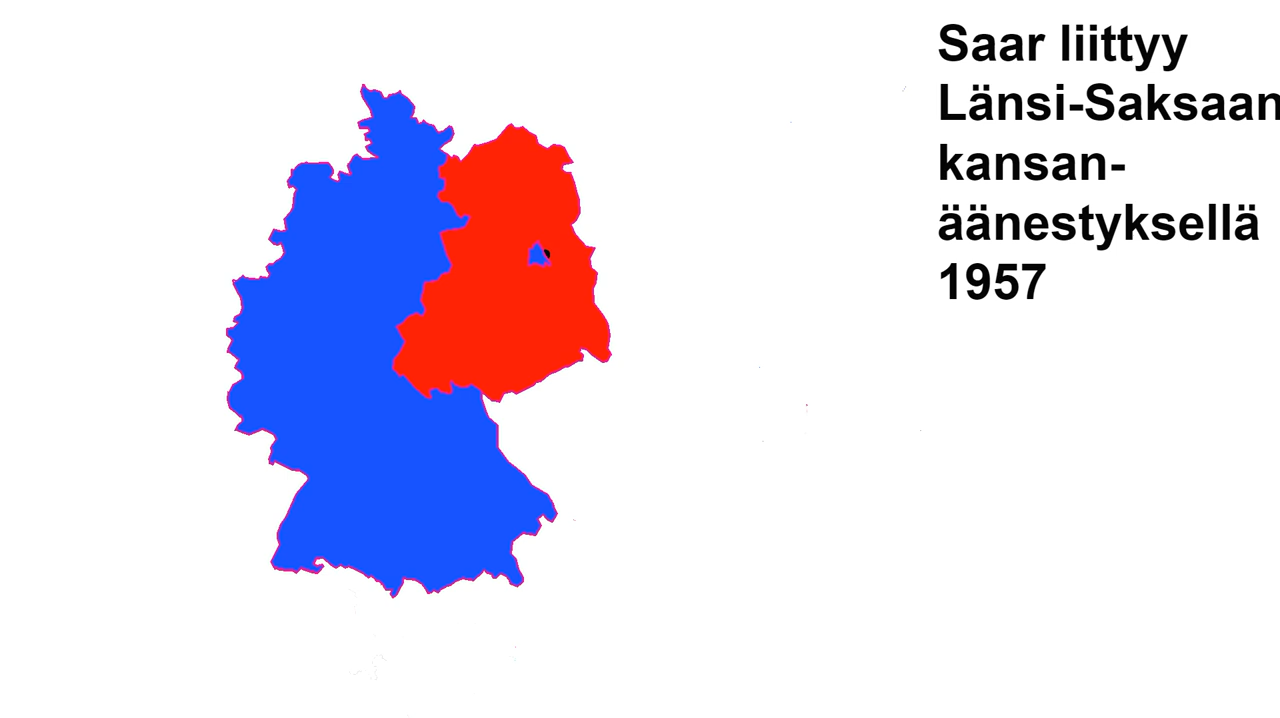 Saar liittyy
Länsi-Saksaan
kansan-
äänestyksellä
1957